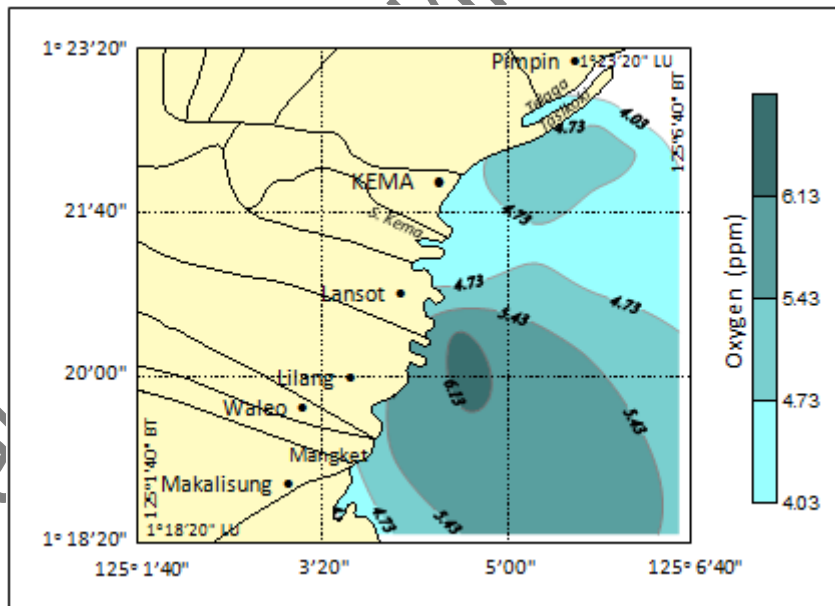 1° 23'20"
Pimpin
1°23'20" LU
Telaga
Tasikoki
4.03
4.73
125°6'40" BT
KEMA
21'40"
S. Kema
4.73
6.13
4.73
Lansot
5.43
4.73
5.43
Oxygen (ppm)
20'00"
Lilang
6.13
4.73
Waleo
5.43
Mangket
125°1'40" BT
Makalisung
4.03
4.73
5.43
1° 18'20"
1°18'20" LU
125° 1'40"
3'20"
5'00"
125° 6'40"